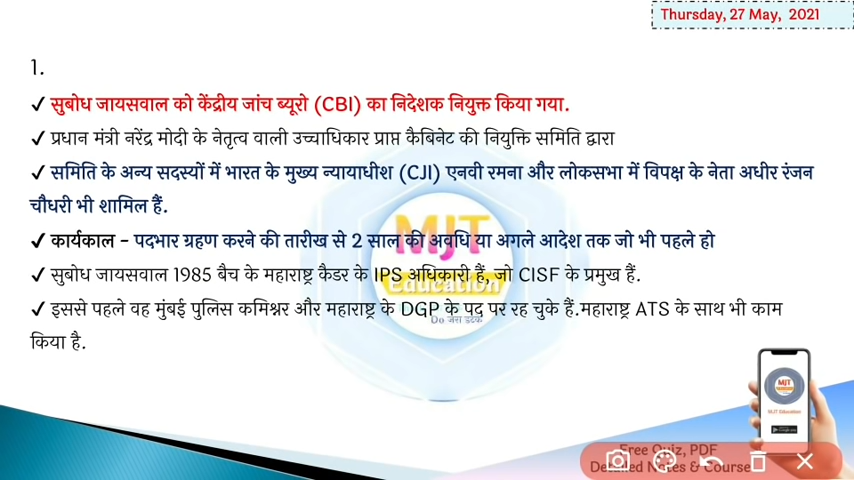 Thursday, 27 May, 2021
1.
✓ सुबोध जायसवाल को केंद्रीय जांच ब्यूरो (CBI) का निदेशक नियुक्त किया गया.
✓ प्रधान मंत्री नरेंद्र मोदी के नेतृत्व वाली उच्चाधिकार प्राप्त कैबिनेट की नियुक्ति समिति द्वारा
✓ समिति के अन्य सदस्यों में भारत के मुख्य न्यायाधीश (CJI) एनवी रमना और लोकसभा में विपक्ष के नेता अधीर रंजन
चौधरी भी शामिल हैं.
✓ कार्यकाल - पदभार ग्रहण करने की तारीख से 2 साल की अवधि या अगले आदेश तक जो भी पहले हो
✓ सुबोध जायसवाल 1985 बैच के महाराष्ट्र कैडर के IPS अधिकारी हैं, जो CISF के प्रमुख हैं.
✓ इससे पहले वह मुंबई पुलिस कमिश्नर और महाराष्ट्र के DGP के पद पर रह चुके हैं.महाराष्ट्र ATS के साथ भी काम
किया है.
MJT
Education
MJT
MJT Education
Free Quiz, PDF
Detailed Notes & Course